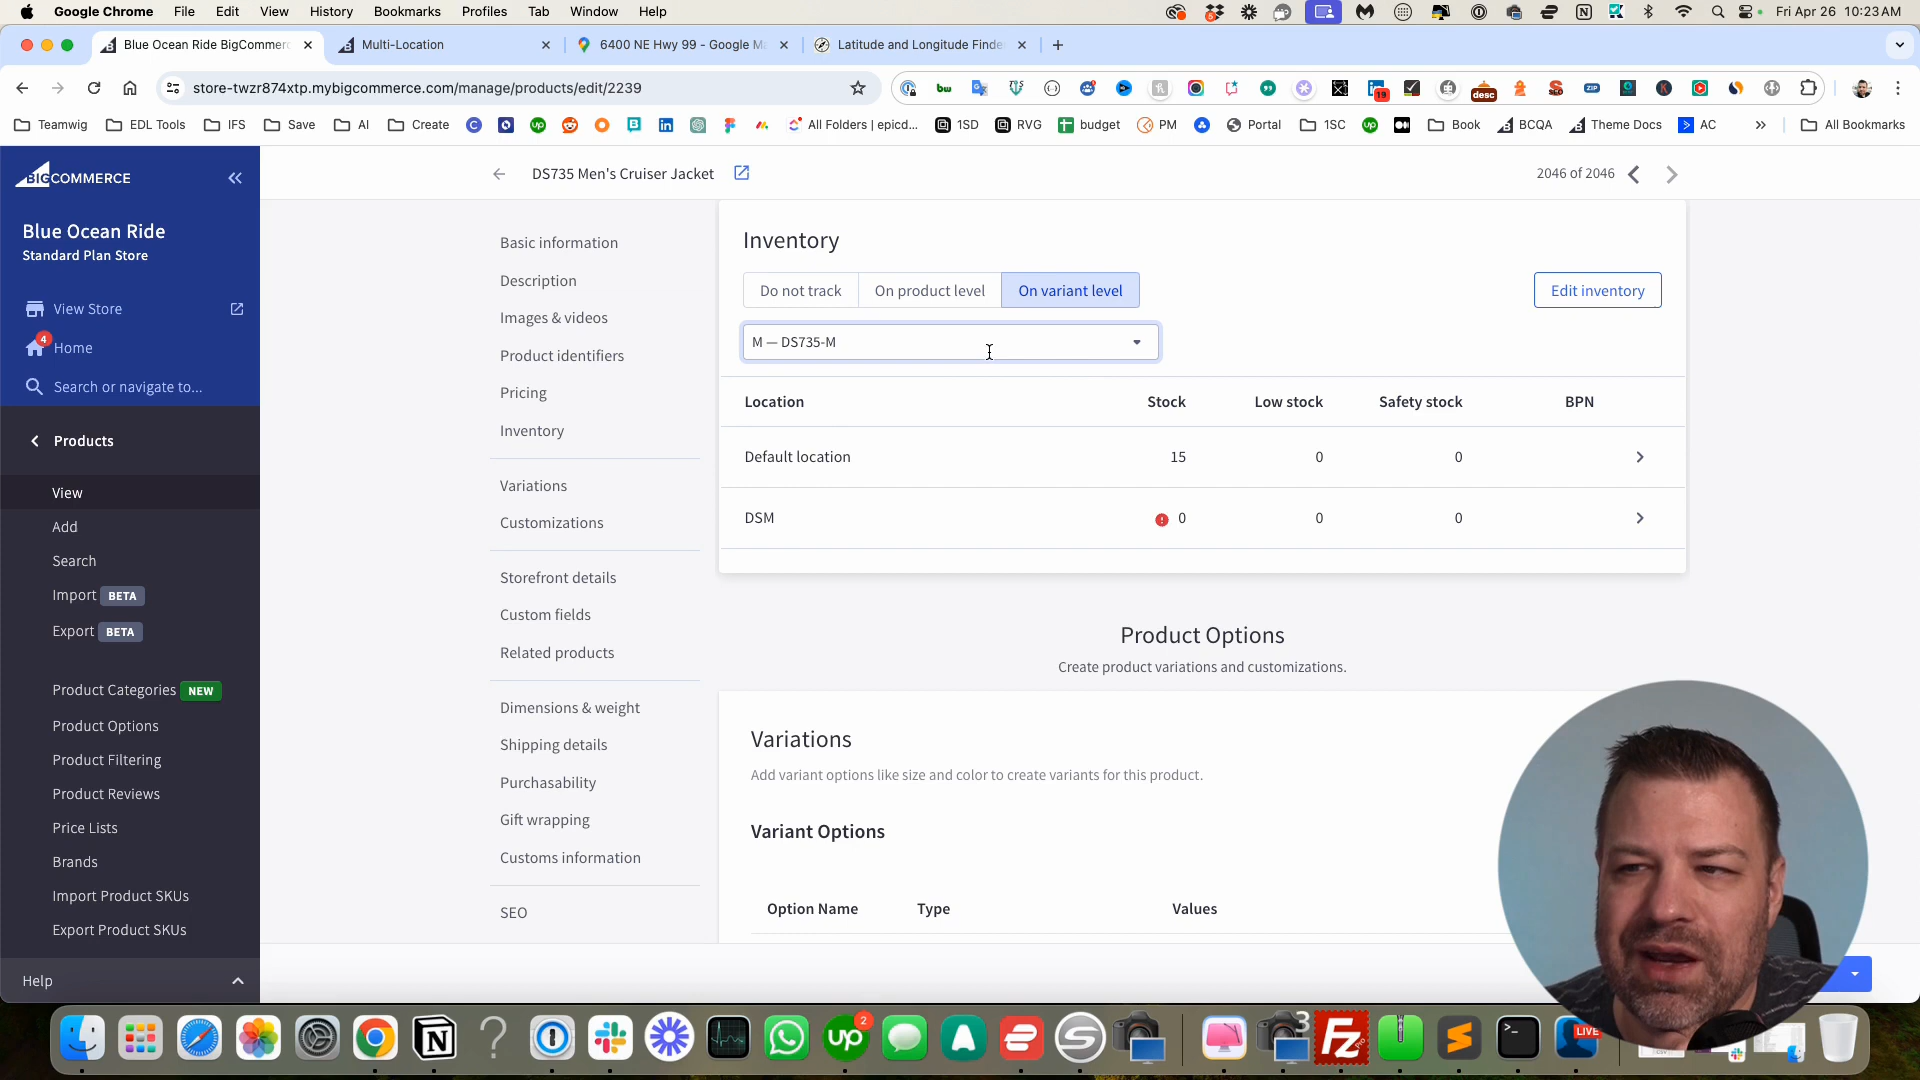 Google Chrome File Edit View History Bookmarks Profiles Tab Window Help Fri Apr 26 10:23 AM
Blue Ocean Ride BigCommerc Multi-Location 6400 NE Hwy 99 - Google M Latitude and Longitude Finde
store-twzr874xtp.mybigcommerce.com/manage/products/edit/2239
Teamwig EDL Tools IFS Save AI Create All Folders | epicd... 1SD RVG budget PM Portal 1SC Book BCQA Theme Docs AC All Bookmarks
BIGCOMMERCE
DS735 Men's Cruiser Jacket
2046 of 2046
Blue Ocean Ride
Standard Plan Store
View Store
4
Home
Search or navigate to...
Products
View
Add
Search
Import BETA
Export BETA
Product Categories NEW
Product Options
Product Filtering
Product Reviews
Price Lists
Brands
Import Product SKUs
Export Product SKUs
Help
Basic information
Description
Images & videos
Product identifiers
Pricing
Inventory
Variations
Customizations
Storefront details
Custom fields
Related products
Dimensions & weight
Shipping details
Purchasability
Gift wrapping
Customs information
SEO
Inventory
Do not track On product level On variant level
Edit inventory
M — DS735-M
Location Stock Low stock Safety stock BPN
Default location 15 0 0
DSM 0 0 0
Product Options
Create product variations and customizations.
Variations
Add variant options like size and color to create variants for this product.
Variant Options
Option Name Type Values
up 2 3 LIVE